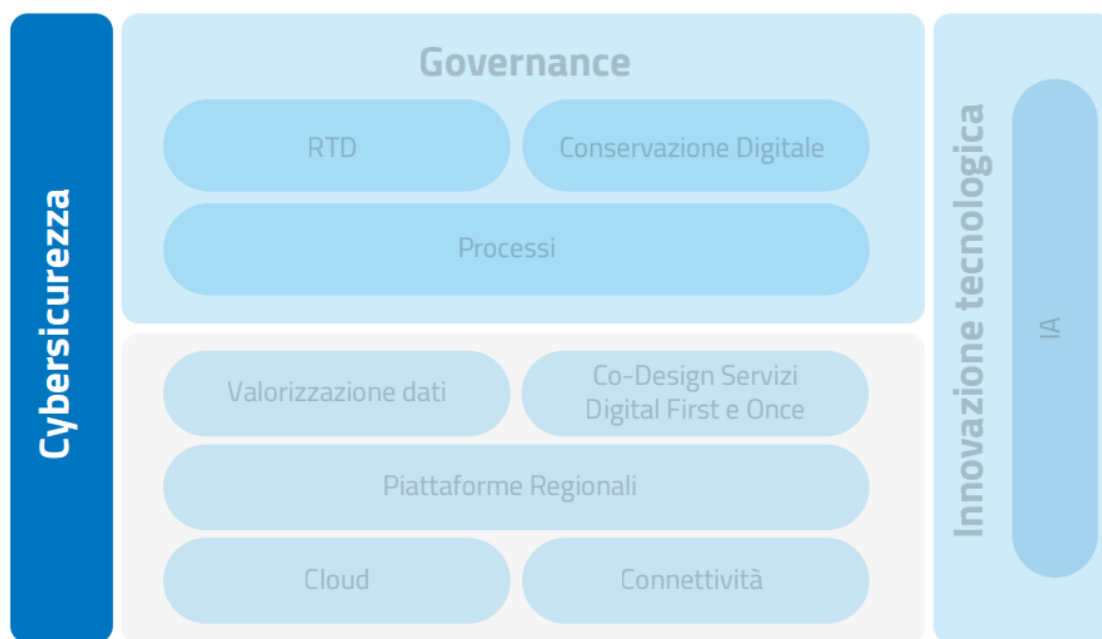 Cybersicurezza
Governance
RTD
Conservazione Digitale
Processi
Valorizzazione dati
Co-Design Servizi
Digital First e Once
Piattaforme Regionali
Cloud
Connettività
Innovazione tecnologica
IA